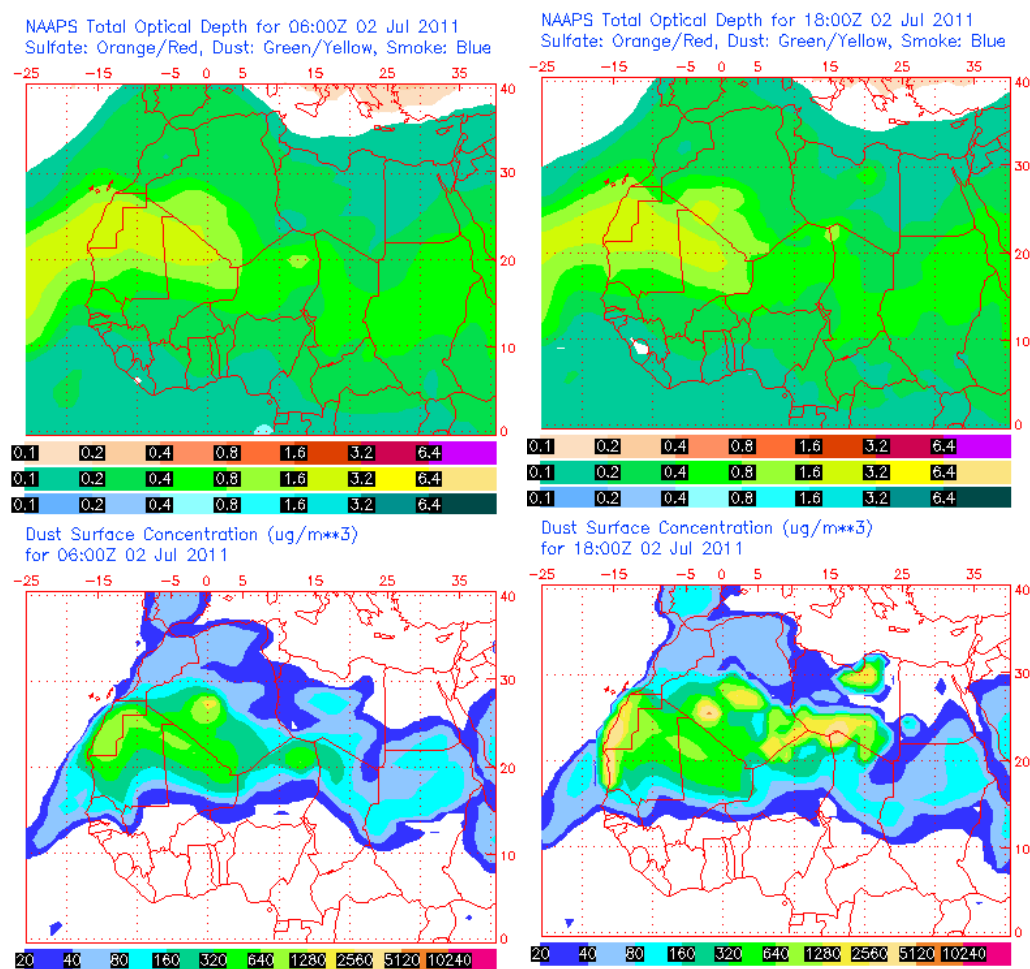 NAAPS Total Optical Depth for 06:00Z 02 Jul 2011
Sulfate: Orange/Red, Dust: Green/Yellow, Smoke: Blue
-25 -15 -5 0 5 15 25 35
40
30
20
10
0
0.1 0.2 0.4 0.8 1.6 3.2 6.4
0.1 0.2 0.4 0.8 1.6 3.2 6.4
0.1 0.2 0.4 0.8 1.6 3.2 6.4
NAAPS Total Optical Depth for 18:00Z 02 Jul 2011
Sulfate: Orange/Red, Dust: Green/Yellow, Smoke: Blue
-25 -15 -5 0 5 15 25 35
40
30
20
10
0
0.1 0.2 0.4 0.8 1.6 3.2 6.4
0.1 0.2 0.4 0.8 1.6 3.2 6.4
0.1 0.2 0.4 0.8 1.6 3.2 6.4
Dust Surface Concentration (ug/m**3)
for 06:00Z 02 Jul 2011
-25 -15 -5 0 5 15 25 35
40
30
20
10
0
20 40 80 160 320 640 1280 2560 5120 10240
Dust Surface Concentration (ug/m**3)
for 18:00Z 02 Jul 2011
-25 -15 -5 0 5 15 25 35
40
30
20
10
0
20 40 80 160 320 640 1280 2560 5120 10240